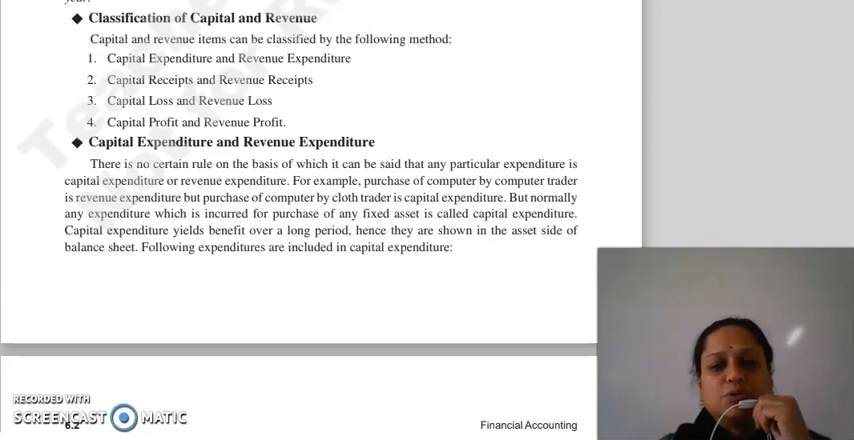 year.
◆ Classification of Capital and Revenue
Capital and revenue items can be classified by the following method:
1. Capital Expenditure and Revenue Expenditure
2. Capital Receipts and Revenue Receipts
3. Capital Loss and Revenue Loss
4. Capital Profit and Revenue Profit.
◆ Capital Expenditure and Revenue Expenditure
There is no certain rule on the basis of which it can be said that any particular expenditure is
capital expenditure or revenue expenditure. For example, purchase of computer by computer trader
is revenue expenditure but purchase of computer by cloth trader is capital expenditure. But normally
any expenditure which is incurred for purchase of any fixed asset is called capital expenditure.
Capital expenditure yields benefit over a long period, hence they are shown in the asset side of
balance sheet. Following expenditures are included in capital expenditure:
RECORDED WITH
SCREENCAST MATIC
6.2
Financial Accounting